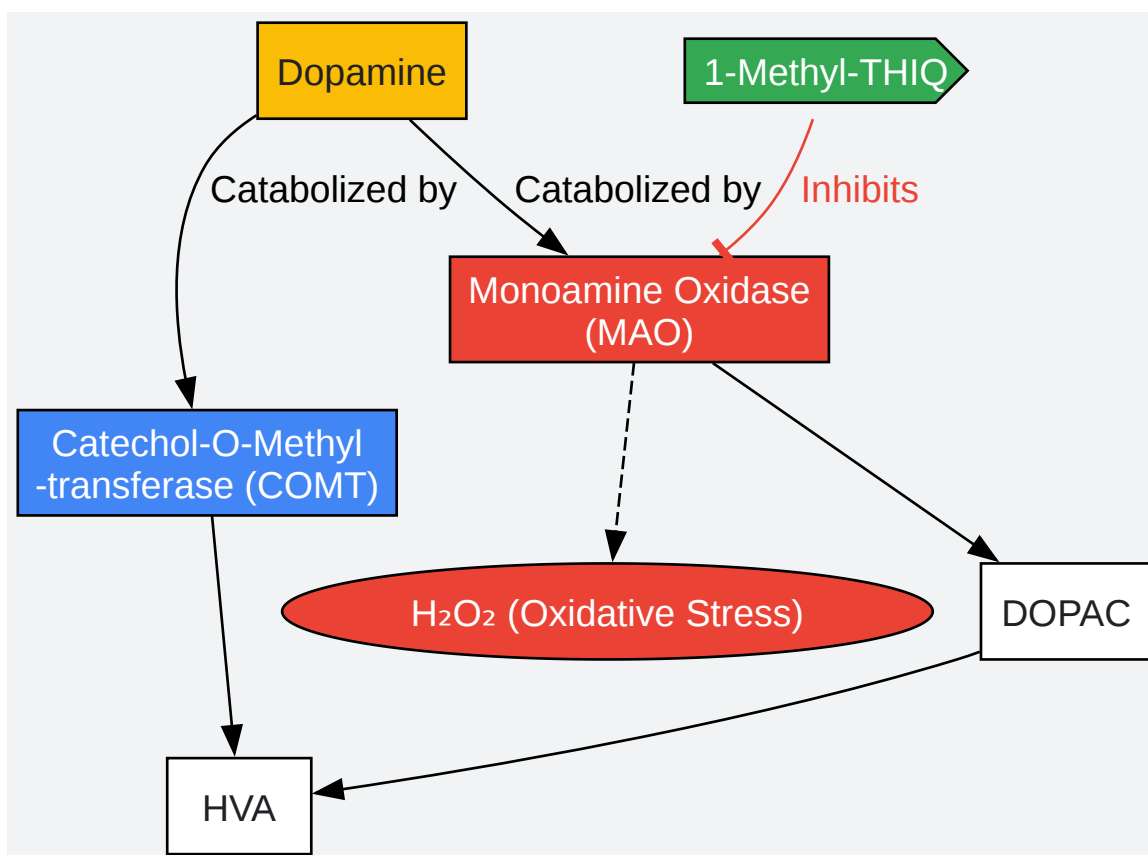 Dopamine
1-Methyl-THIQ
Catabolized by
Catabolized by
Inhibits
Monoamine Oxidase
(MAO)
Catechol-O-Methyl
-transferase (COMT)
H₂O₂ (Oxidative Stress)
DOPAC
HVA